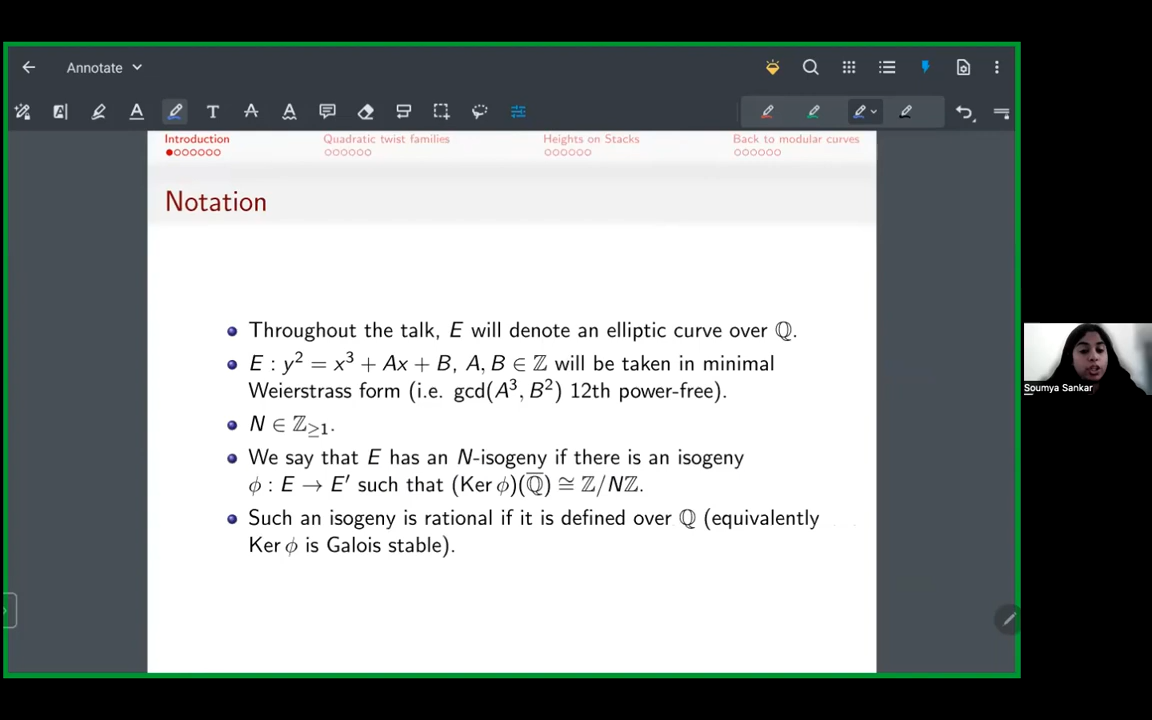 Annotate
T A
Introduction Quadratic twist families Heights on Stacks Back to modular curves
Notation
Throughout the talk, E will denote an elliptic curve over ℚ.
E : y² = x³ + Ax + B, A, B ∈ ℤ will be taken in minimal
Weierstrass form (i.e. gcd(A³, B²) 12th power-free).
N ∈ ℤ≥1.
We say that E has an N-isogeny if there is an isogeny
ϕ : E → E′ such that (Ker ϕ)(ℚ̅) ≅ ℤ/Nℤ.
Such an isogeny is rational if it is defined over ℚ (equivalently
Ker ϕ is Galois stable).
Soumya Sankar